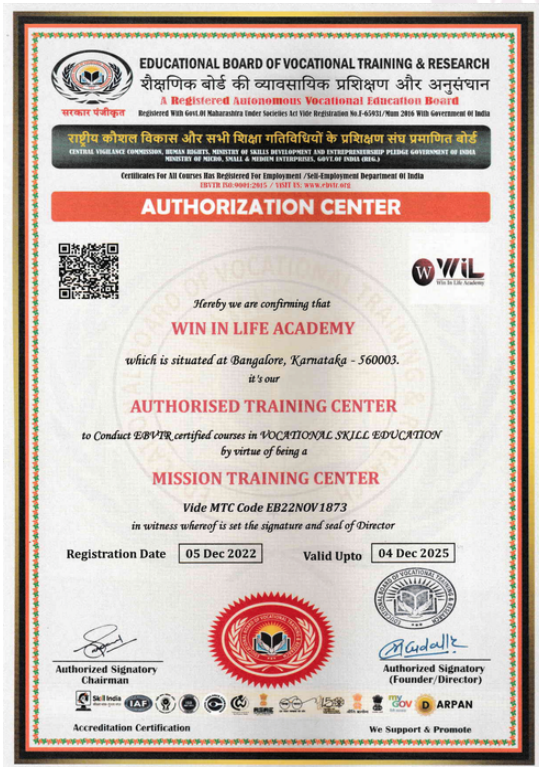 EDUCATIONAL BOARD OF VOCATIONAL TRAINING & RESEARCH
शैक्षणिक बोर्ड की व्यावसायिक प्रशिक्षण और अनुसंधान
A Registered Autonomous Vocational Education Board
सरकार पंजीकृत
Registered With Govt.Of Maharashtra Under Societies Act Vide Registration No.F-65931/Mum 2016 With Government Of India
राष्ट्रीय कौशल विकास और सभी शिक्षा गतिविधियों के प्रशिक्षण संघ प्रमाणित बोर्ड
CENTRAL VIGILANCE COMMISSION, HUMAN RIGHTS, MINISTRY OF SKILLS DEVELOPMENT AND ENTREPRENEURSHIP PLEDGE GOVERNMENT OF INDIA
MINISTRY OF MICRO, SMALL & MEDIUM ENTERPRISES, GOVT.OF INDIA (REG.)
Certificates For All Courses Has Registered For Employment /Self-Employment Department Of India
EBVTR ISO:9001:2015 / VISIT US: www.ebvtr.org
AUTHORIZATION CENTER
W WiL
Win In Life Academy
Hereby we are confirming that
WIN IN LIFE ACADEMY
which is situated at Bangalore, Karnataka - 560003.
it's our
AUTHORISED TRAINING CENTER
to Conduct EBVTR certified courses in VOCATIONAL SKILL EDUCATION
by virtue of being a
MISSION TRAINING CENTER
Vide MTC Code EB22NOV1873
in witness whereof is set the signature and seal of Director
Registration Date 05 Dec 2022 Valid Upto 04 Dec 2025
EDUCATIONAL BOARD OF VOCATIONAL TRAINING & RESEARCH
Authorized Signatory
Chairman
Authorized Signatory
(Founder/Director)
Skill India
IAF
MSME
my GOV
DARPAN
Accreditation Certification
We Support & Promote